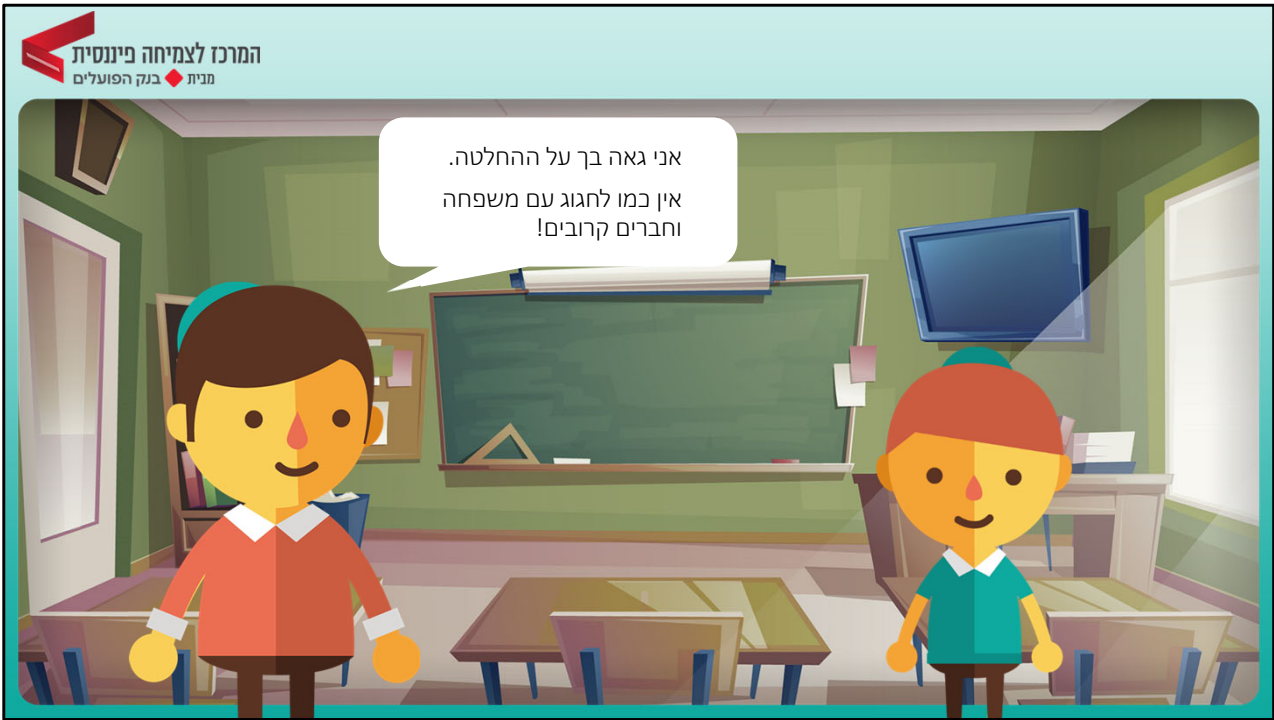 המרכז לצמיחה פיננסית
מבית בנק הפועלים
אני גאה בך על ההחלטה.
אין כמו לחגוג עם משפחה
וחברים קרובים!